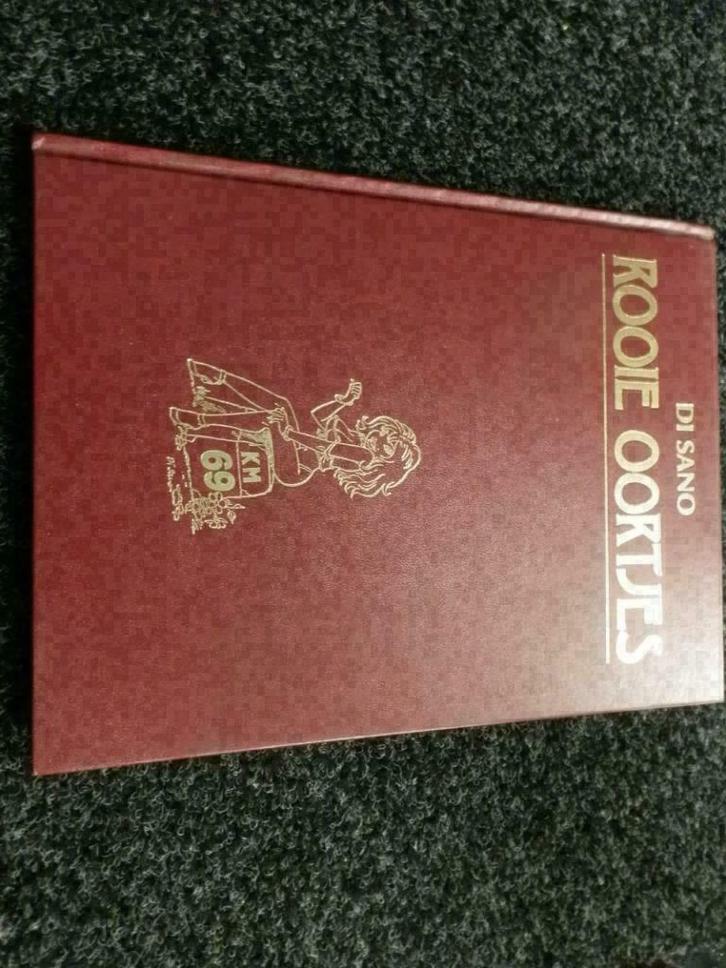 DI SANO
ROOIE OORTJES
KM
69